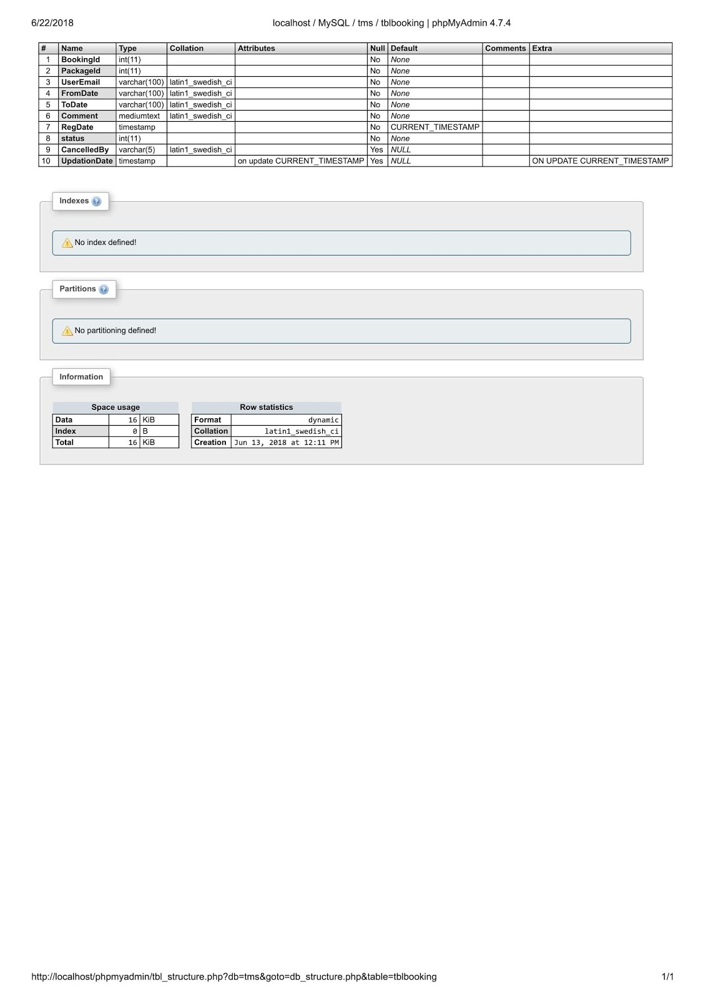 6/22/2018 localhost / MySQL / tms / tblbooking | phpMyAdmin 4.7.4
# Name Type Collation Attributes Null Default Comments Extra
1 BookingId int(11) No None
2 PackageId int(11) No None
3 UserEmail varchar(100) latin1_swedish_ci No None
4 FromDate varchar(100) latin1_swedish_ci No None
5 ToDate varchar(100) latin1_swedish_ci No None
6 Comment mediumtext latin1_swedish_ci No None
7 RegDate timestamp No CURRENT_TIMESTAMP
8 status int(11) No None
9 CancelledBy varchar(5) latin1_swedish_ci Yes NULL
10 UpdationDate timestamp on update CURRENT_TIMESTAMP Yes NULL ON UPDATE CURRENT_TIMESTAMP
Indexes
No index defined!
Partitions
No partitioning defined!
Information
Space usage Row statistics
Data 16 KiB Format dynamic
Index 0 B Collation latin1_swedish_ci
Total 16 KiB Creation Jun 13, 2018 at 12:11 PM
http://localhost/phpmyadmin/tbl_structure.php?db=tms&goto=db_structure.php&table=tblbooking 1/1